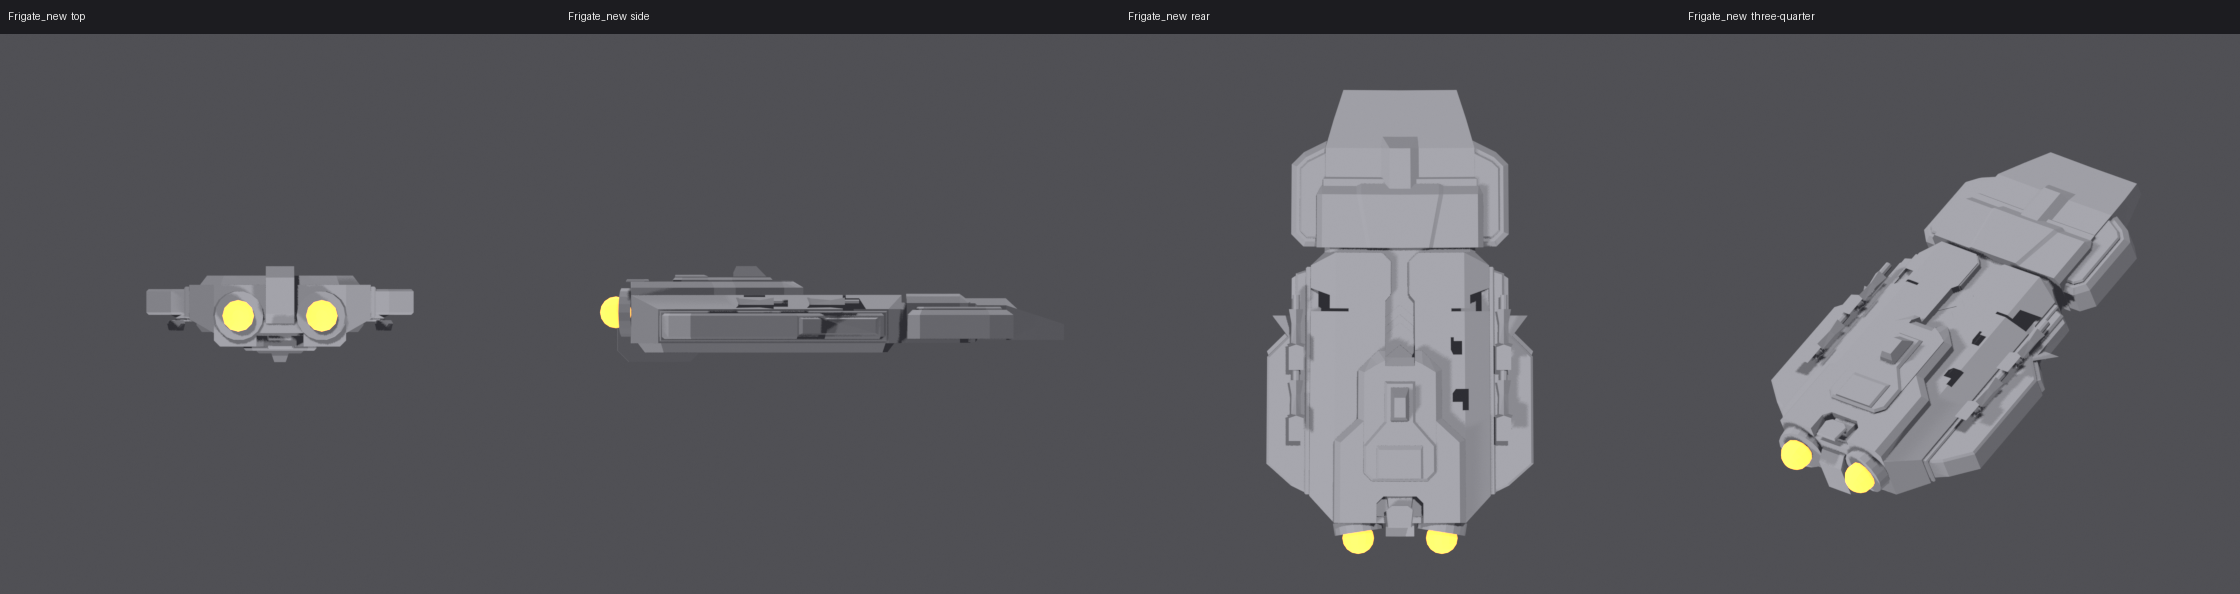 Frigate_new top
Frigate_new side
Frigate_new rear
Frigate_new three-quarter